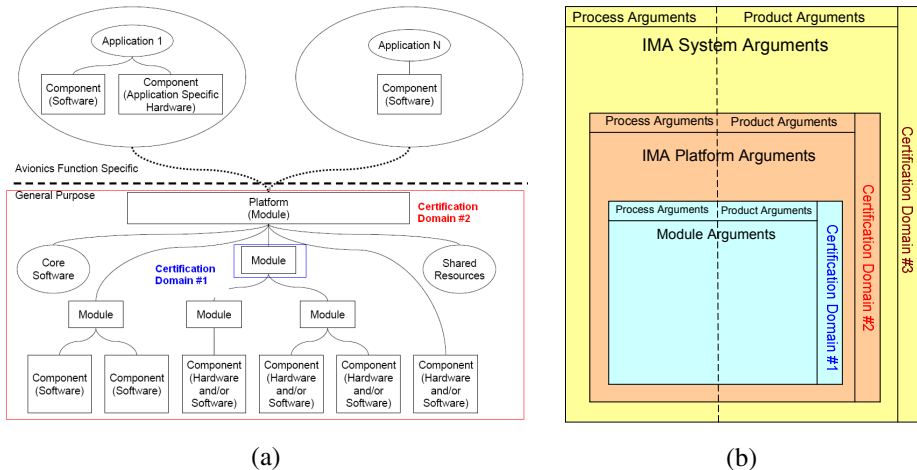 Application 1
Component
(Software)
Component
(Application Specific
Hardware)
Application N
Component
(Software)
Avionics Function Specific
General Purpose
Platform
(Module)
Certification
Domain #2
Core
Software
Certification
Domain #1
Module
Shared
Resources
Module
Module
Module
Component
(Software)
Component
(Software)
Component
(Hardware
and/or
Software)
Component
(Hardware
and/or
Software)
Component
(Hardware
and/or
Software)
Component
(Hardware
and/or
Software)
(a)
Process Arguments
Product Arguments
IMA System Arguments
Process Arguments
Product Arguments
IMA Platform Arguments
Process Arguments
Product Arguments
Module Arguments
Certification Domain #1
Certification Domain #2
Certification Domain #3
(b)